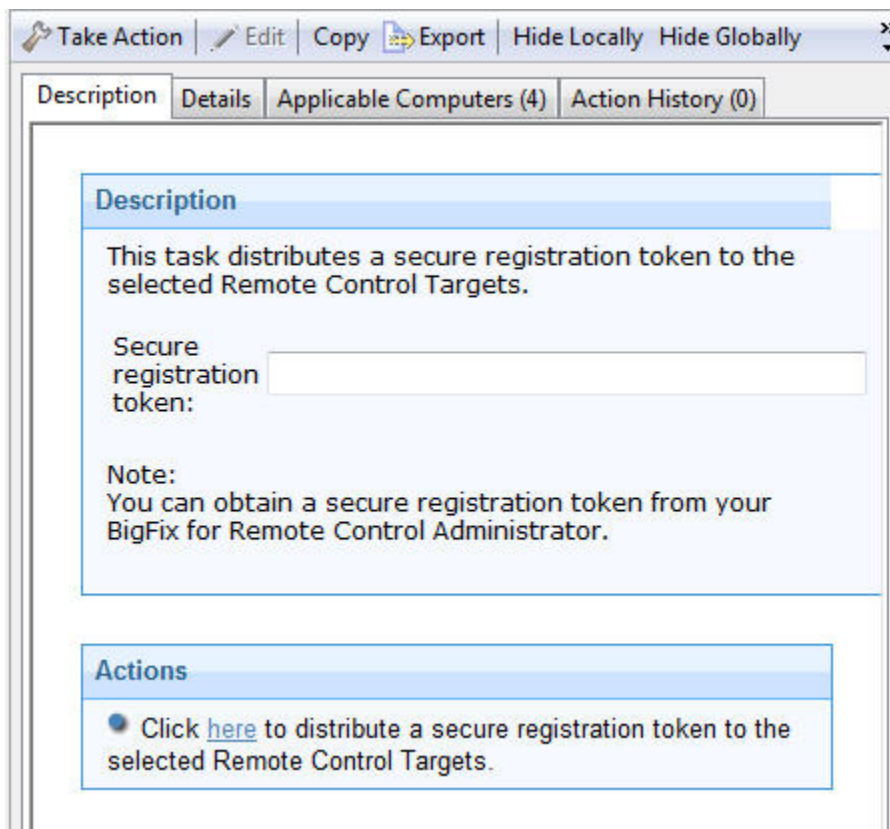 Take Action Edit Copy Export Hide Locally Hide Globally
Description Details Applicable Computers (4) Action History (0)
Description
This task distributes a secure registration token to the
selected Remote Control Targets.
Secure
registration
token:
Note:
You can obtain a secure registration token from your
BigFix for Remote Control Administrator.
Actions
Click here to distribute a secure registration token to the
selected Remote Control Targets.